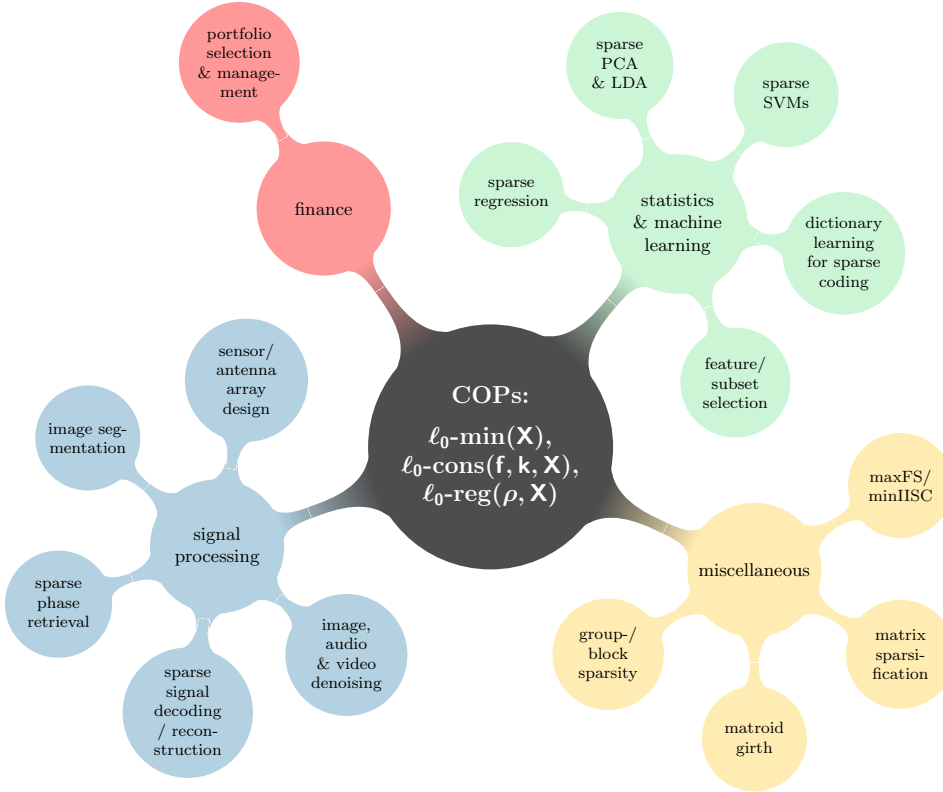 portfolio
selection
& manage-
ment
finance
sparse
PCA
& LDA
sparse
SVMs
sparse
regression
statistics
& machine
learning
dictionary
learning
for sparse
coding
feature/
subset
selection
COPs:
ℓ₀-min(X),
ℓ₀-cons(f, k, X),
ℓ₀-reg(ρ, X)
sensor/
antenna
array
design
image seg-
mentation
signal
processing
sparse
phase
retrieval
sparse
signal
decoding
/ recon-
struction
image,
audio
& video
denoising
maxFS/
minIISC
miscellaneous
group-/
block
sparsity
matrix
sparsi-
fication
matroid
girth